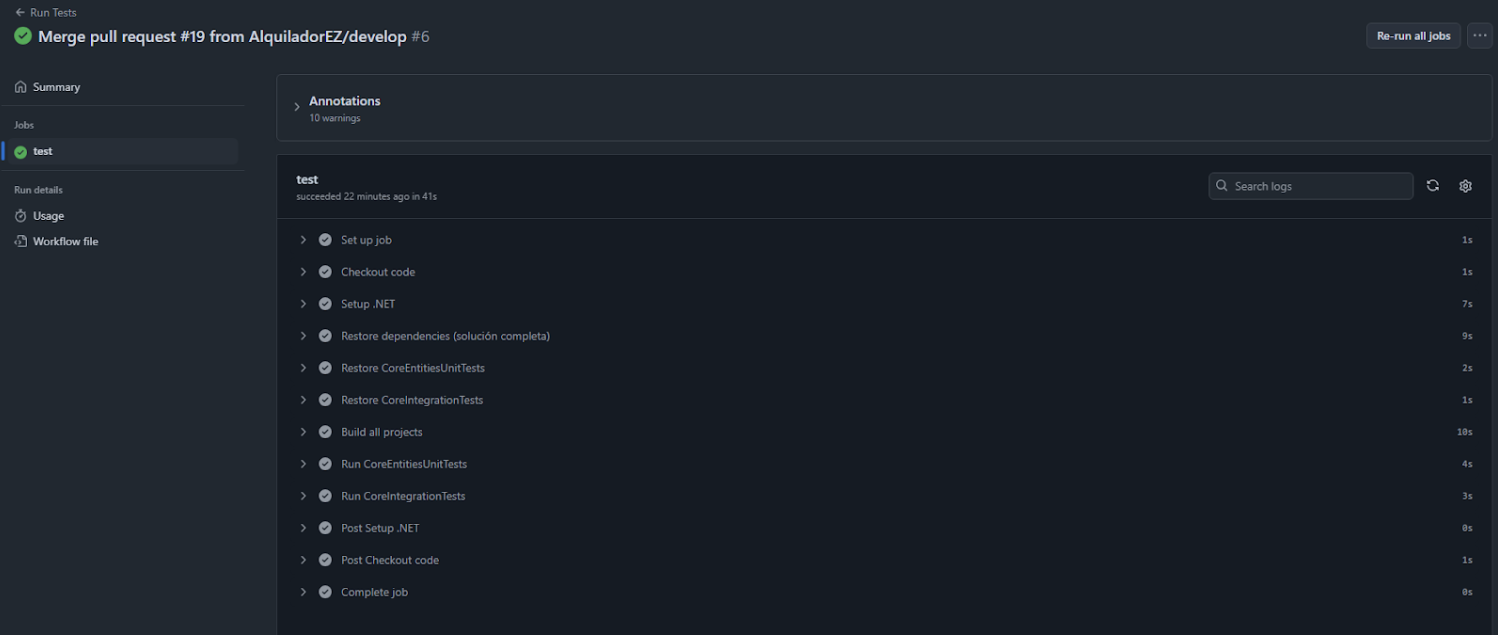 Run Tests
Merge pull request #19 from AlquiladorEZ/develop #6
Re-run all jobs
Summary
Jobs
test
Run details
Usage
Workflow file
Annotations
10 warnings
test
succeeded 22 minutes ago in 41s
Search logs
Set up job 1s
Checkout code 1s
Setup .NET 7s
Restore dependencies (solución completa) 9s
Restore CoreEntitiesUnitTests 2s
Restore CoreIntegrationTests 1s
Build all projects 10s
Run CoreEntitiesUnitTests 4s
Run CoreIntegrationTests 3s
Post Setup .NET 0s
Post Checkout code 1s
Complete job 0s